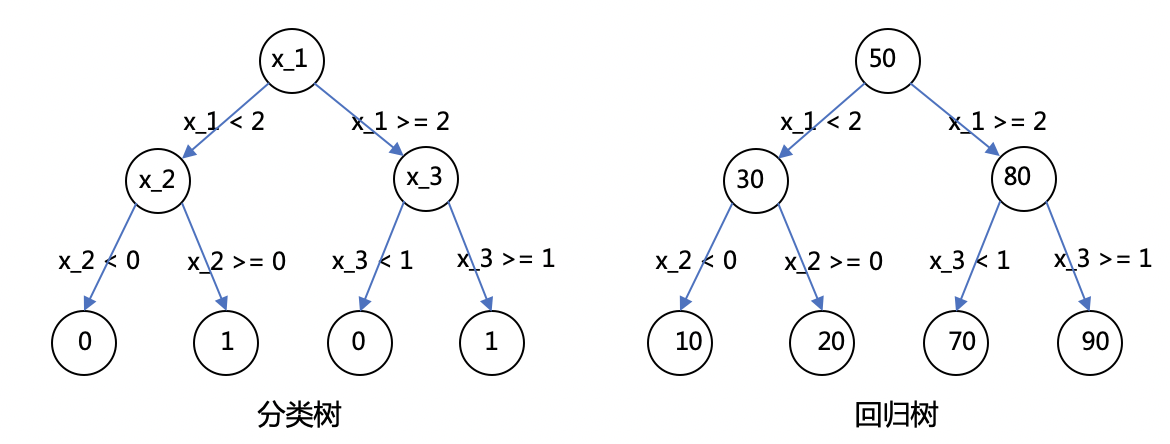 x_1
x_1 < 2
x_1 >= 2
x_2
x_3
x_2 < 0
x_2 >= 0
x_3 < 1
x_3 >= 1
0
1
0
1
分类树
50
x_1 < 2
x_1 >= 2
30
80
x_2 < 0
x_2 >= 0
x_3 < 1
x_3 >= 1
10
20
70
90
回归树